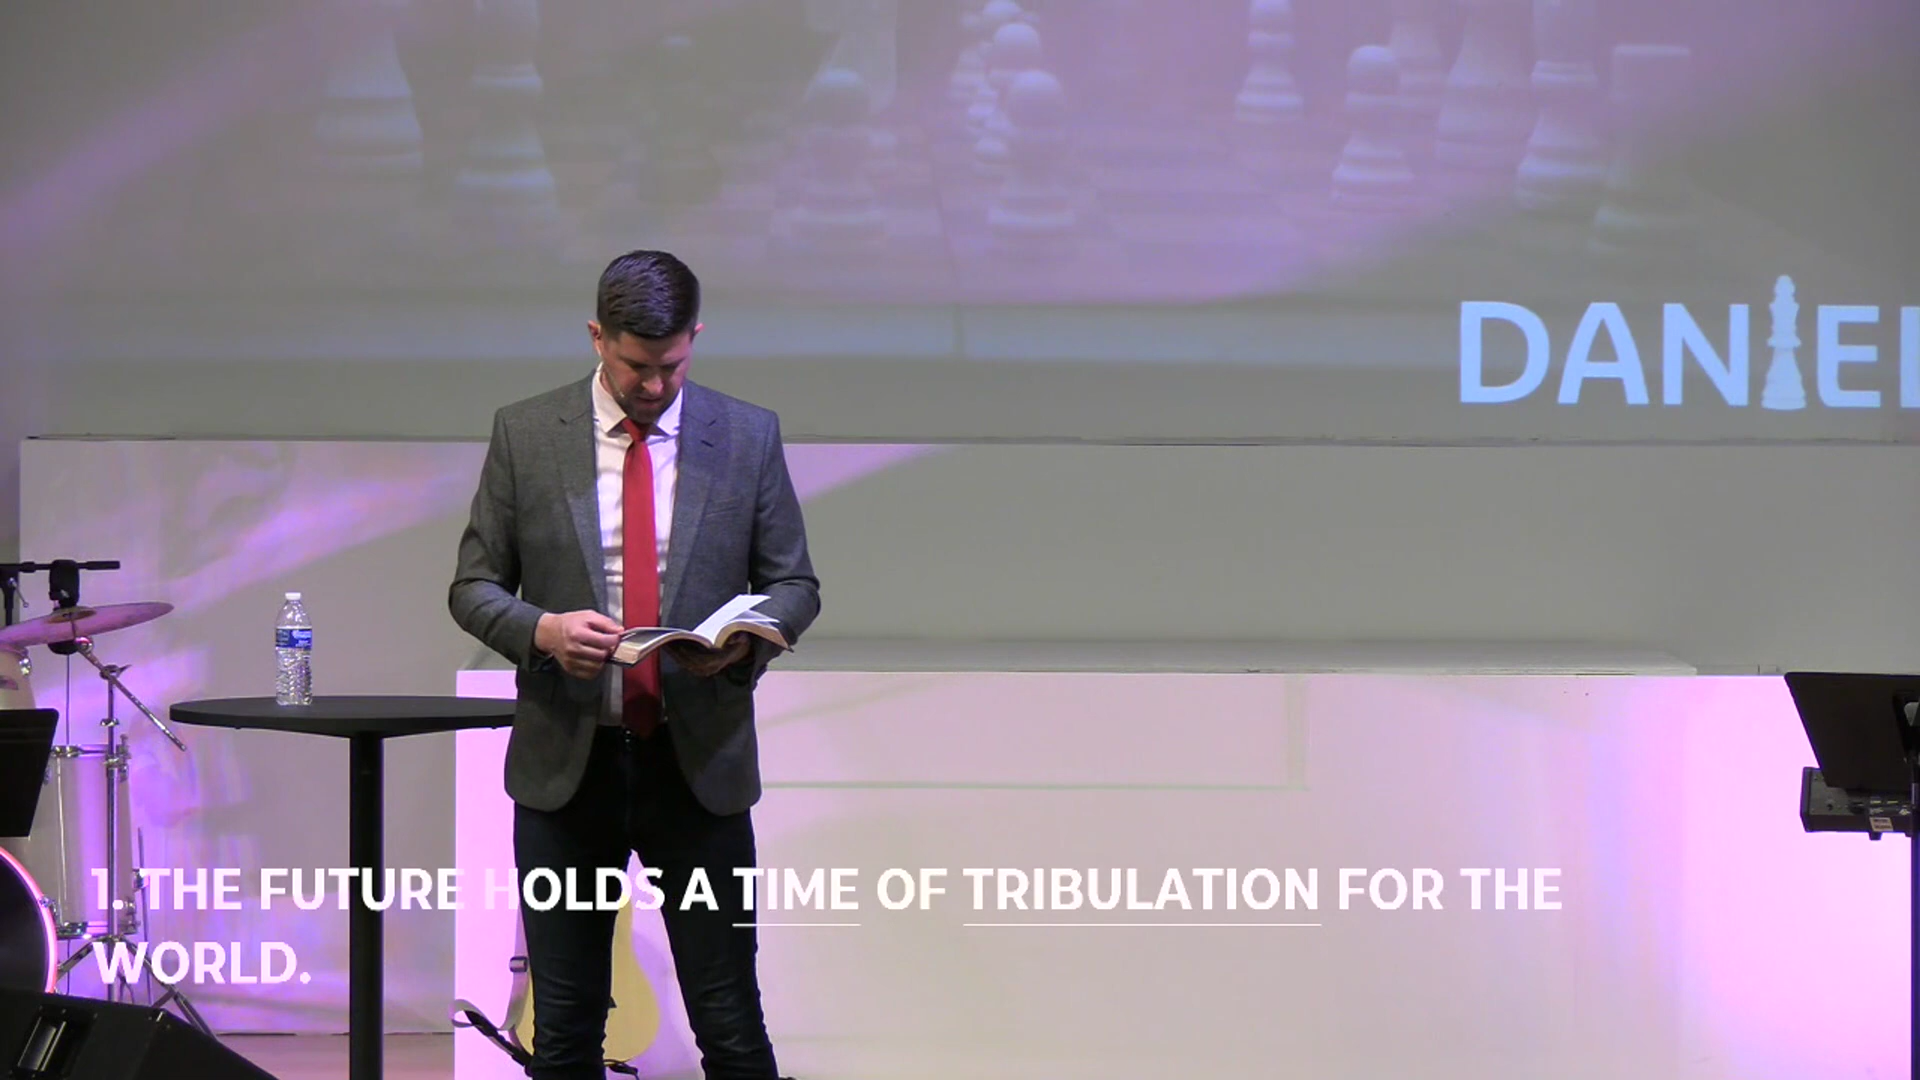 DANIEL
1. THE FUTURE HOLDS A TIME OF TRIBULATION FOR THE
WORLD.